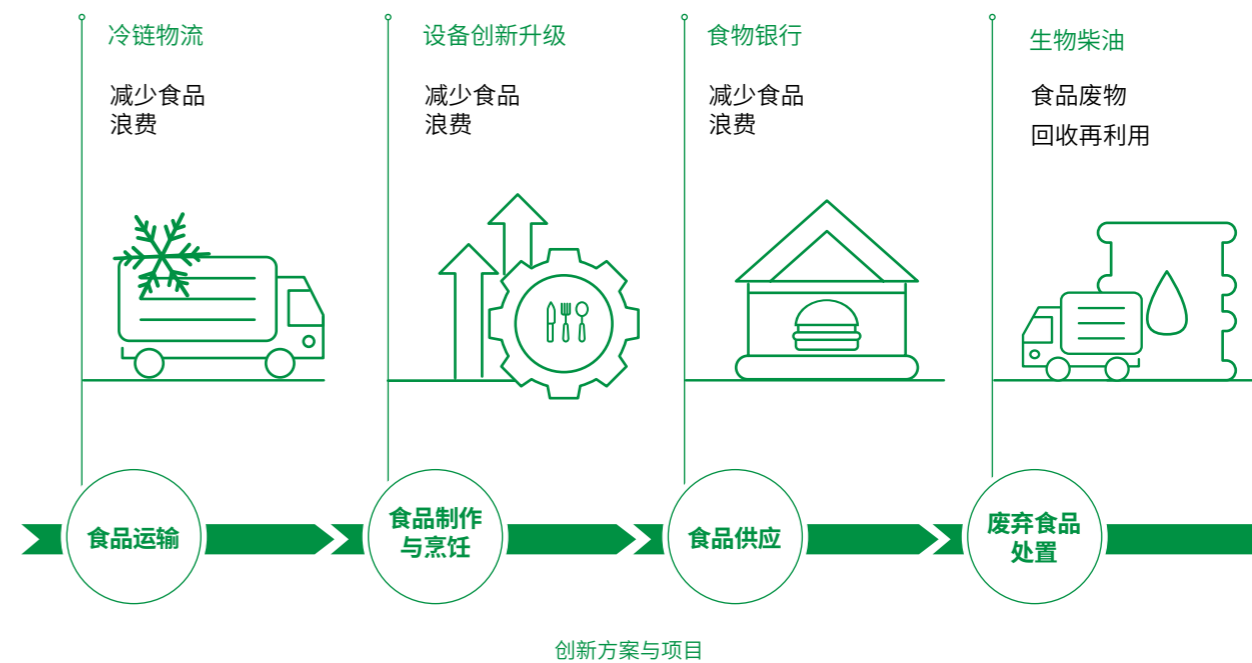 冷链物流
减少食品
浪费
设备创新升级
减少食品
浪费
食物银行
减少食品
浪费
生物柴油
食品废物
回收再利用
食品运输
食品制作
与烹饪
食品供应
废弃食品
处置
创新方案与项目